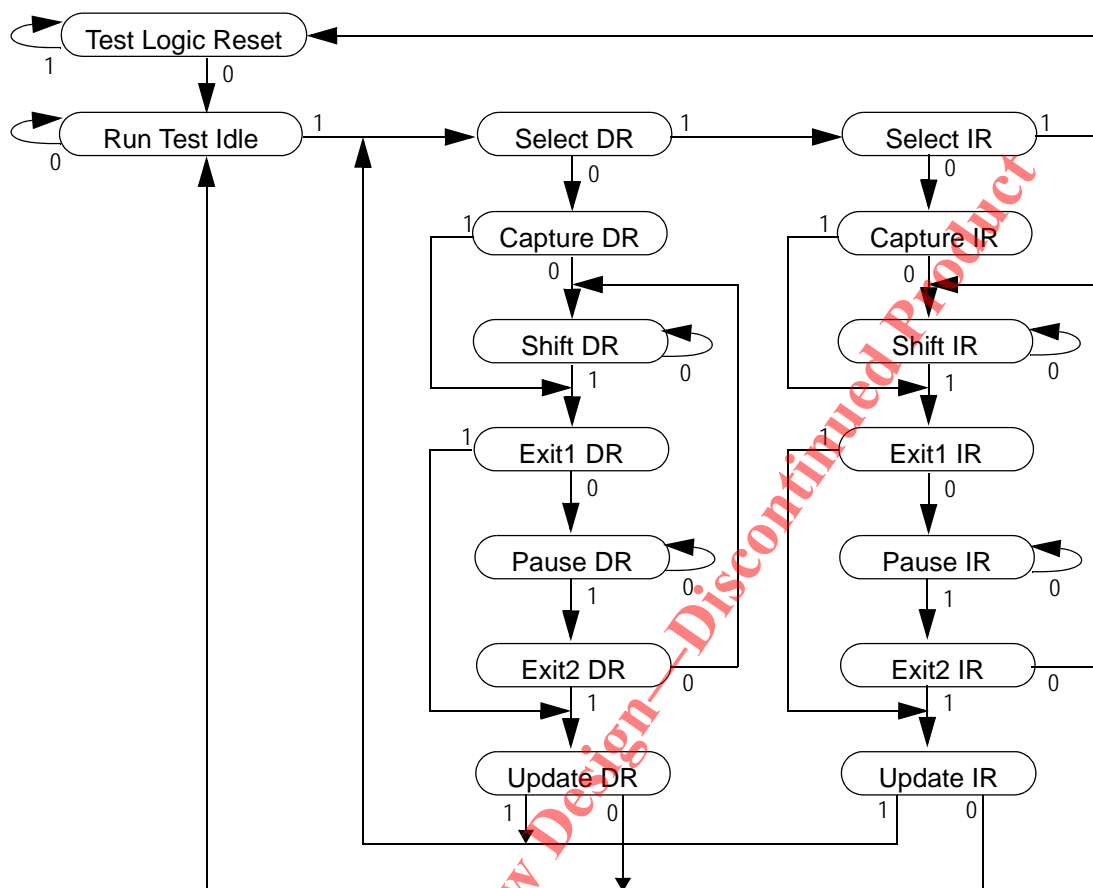 Test Logic Reset
1
0
Run Test Idle
1
Select DR
1
Select IR
1
0
0
0
1
Capture DR
1
Capture IR
0
0
Shift DR
Shift IR
0
0
1
1
1
Exit1 DR
1
Exit1 IR
0
0
Pause DR
Pause IR
0
0
1
1
Exit2 DR
Exit2 IR
0
0
1
1
Update DR
Update IR
1
0
1
0
w Design—Discontinued Product